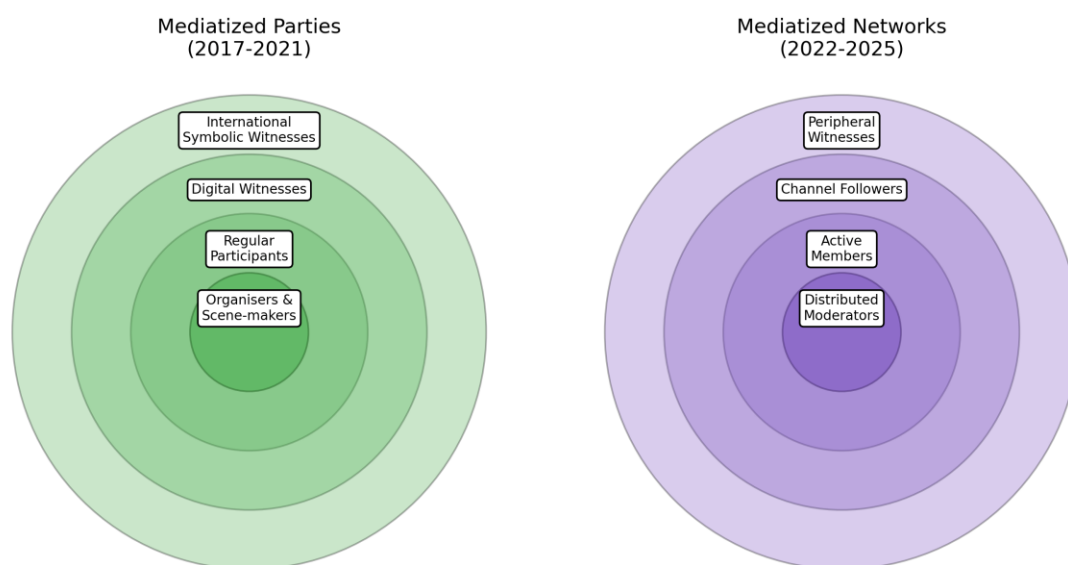 Mediatized Parties
(2017-2021)
International
Symbolic Witnesses
Digital Witnesses
Regular
Participants
Organisers &
Scene-makers
Mediatized Networks
(2022-2025)
Peripheral
Witnesses
Channel Followers
Active
Members
Distributed
Moderators